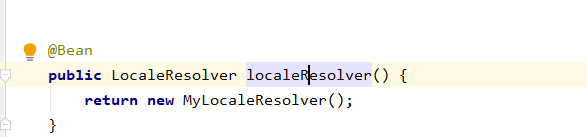 @Bean
public LocaleResolver localeResolver() {
    return new MyLocaleResolver();
}